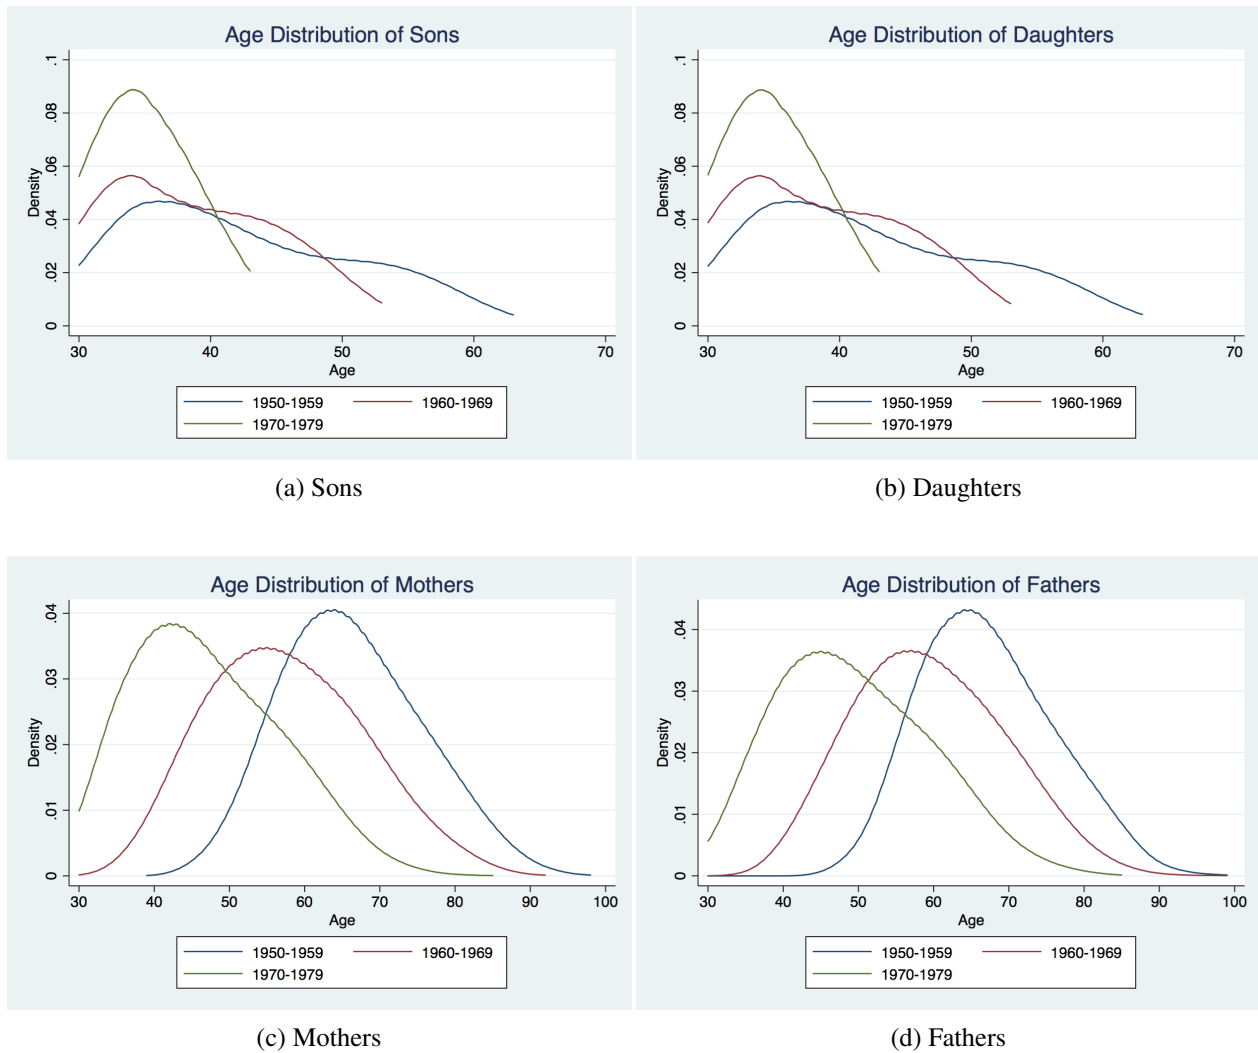 Age Distribution of Sons
.1
.08
.06
.04
.02
0
Density
30 40 50 60 70
Age
1950-1959 1960-1969
1970-1979
(a) Sons
Age Distribution of Daughters
.1
.08
.06
.04
.02
0
Density
30 40 50 60 70
Age
1950-1959 1960-1969
1970-1979
(b) Daughters
Age Distribution of Mothers
.04
.03
.02
.01
0
Density
30 40 50 60 70 80 90 100
Age
1950-1959 1960-1969
1970-1979
(c) Mothers
Age Distribution of Fathers
.04
.03
.02
.01
0
Density
30 40 50 60 70 80 90 100
Age
1950-1959 1960-1969
1970-1979
(d) Fathers